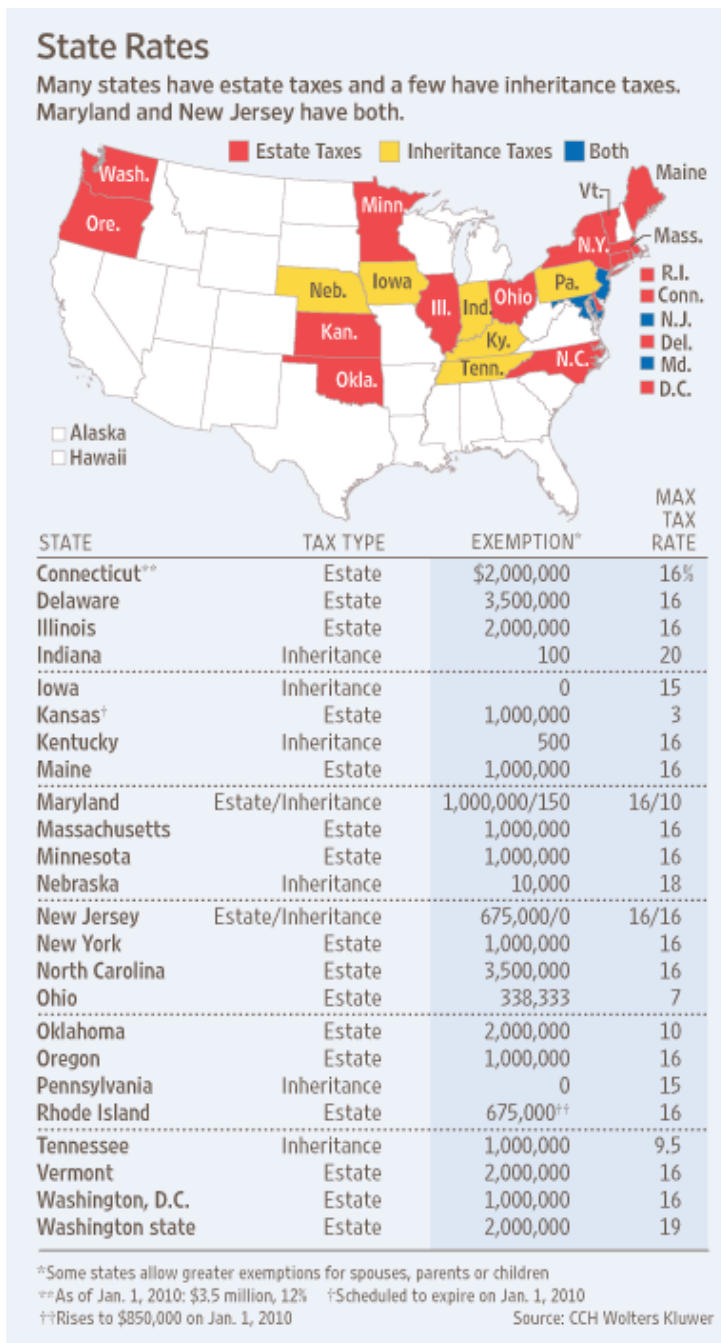 State Rates
Many states have estate taxes and a few have inheritance taxes.
Maryland and New Jersey have both.
Estate Taxes Inheritance Taxes Both
Wash.
Ore.
Minn.
Vt.
Maine
N.Y.
Mass.
Neb.
Iowa
Ill.
Ind.
Ohio
Pa.
R.I.
Conn.
N.J.
Del.
Md.
D.C.
Kan.
Ky.
Okla.
Tenn.
N.C.
Alaska
Hawaii
STATE TAX TYPE EXEMPTION* MAX TAX RATE
Connecticut** Estate $2,000,000 16%
Delaware Estate 3,500,000 16
Illinois Estate 2,000,000 16
Indiana Inheritance 100 20
Iowa Inheritance 0 15
Kansas† Estate 1,000,000 3
Kentucky Inheritance 500 16
Maine Estate 1,000,000 16
Maryland Estate/Inheritance 1,000,000/150 16/10
Massachusetts Estate 1,000,000 16
Minnesota Estate 1,000,000 16
Nebraska Inheritance 10,000 18
New Jersey Estate/Inheritance 675,000/0 16/16
New York Estate 1,000,000 16
North Carolina Estate 3,500,000 16
Ohio Estate 338,333 7
Oklahoma Estate 2,000,000 10
Oregon Estate 1,000,000 16
Pennsylvania Inheritance 0 15
Rhode Island Estate 675,000†† 16
Tennessee Inheritance 1,000,000 9.5
Vermont Estate 2,000,000 16
Washington, D.C. Estate 1,000,000 16
Washington state Estate 2,000,000 19
*Some states allow greater exemptions for spouses, parents or children
**As of Jan. 1, 2010: $3.5 million, 12% †Scheduled to expire on Jan. 1, 2010
††Rises to $850,000 on Jan. 1, 2010 Source: CCH Wolters Kluwer